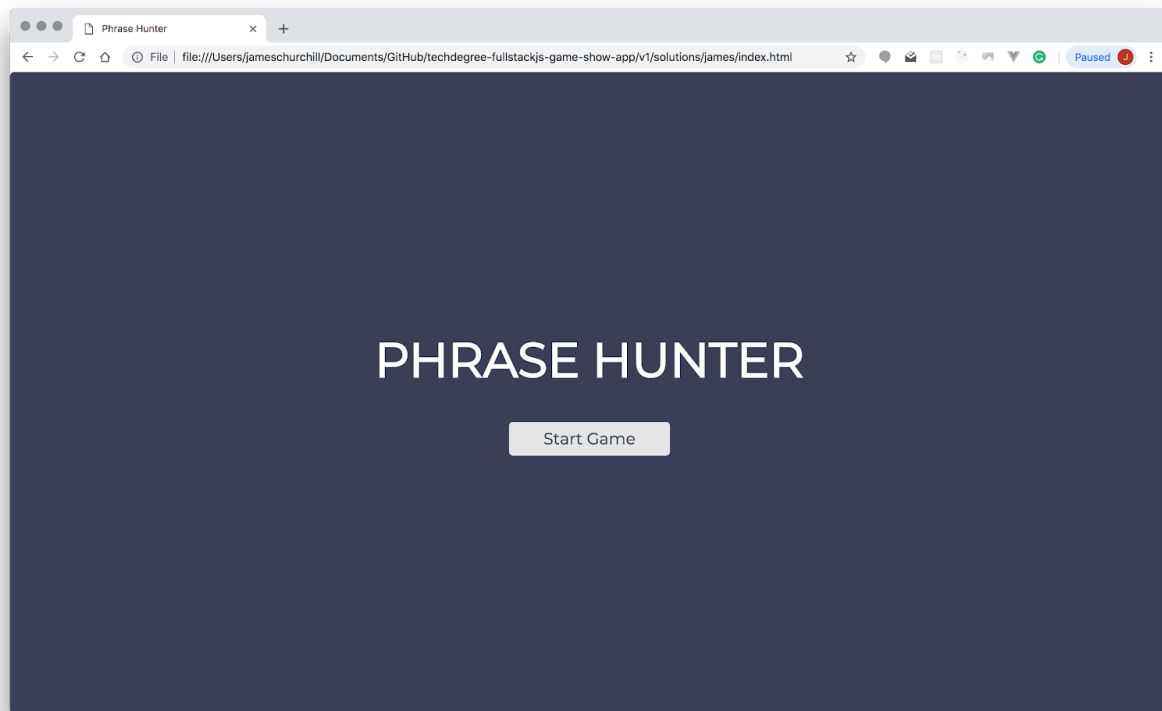 Phrase Hunter
File file:///Users/jameschurchill/Documents/GitHub/techdegree-fullstackjs-game-show-app/v1/solutions/james/index.html Paused J
PHRASE HUNTER
Start Game